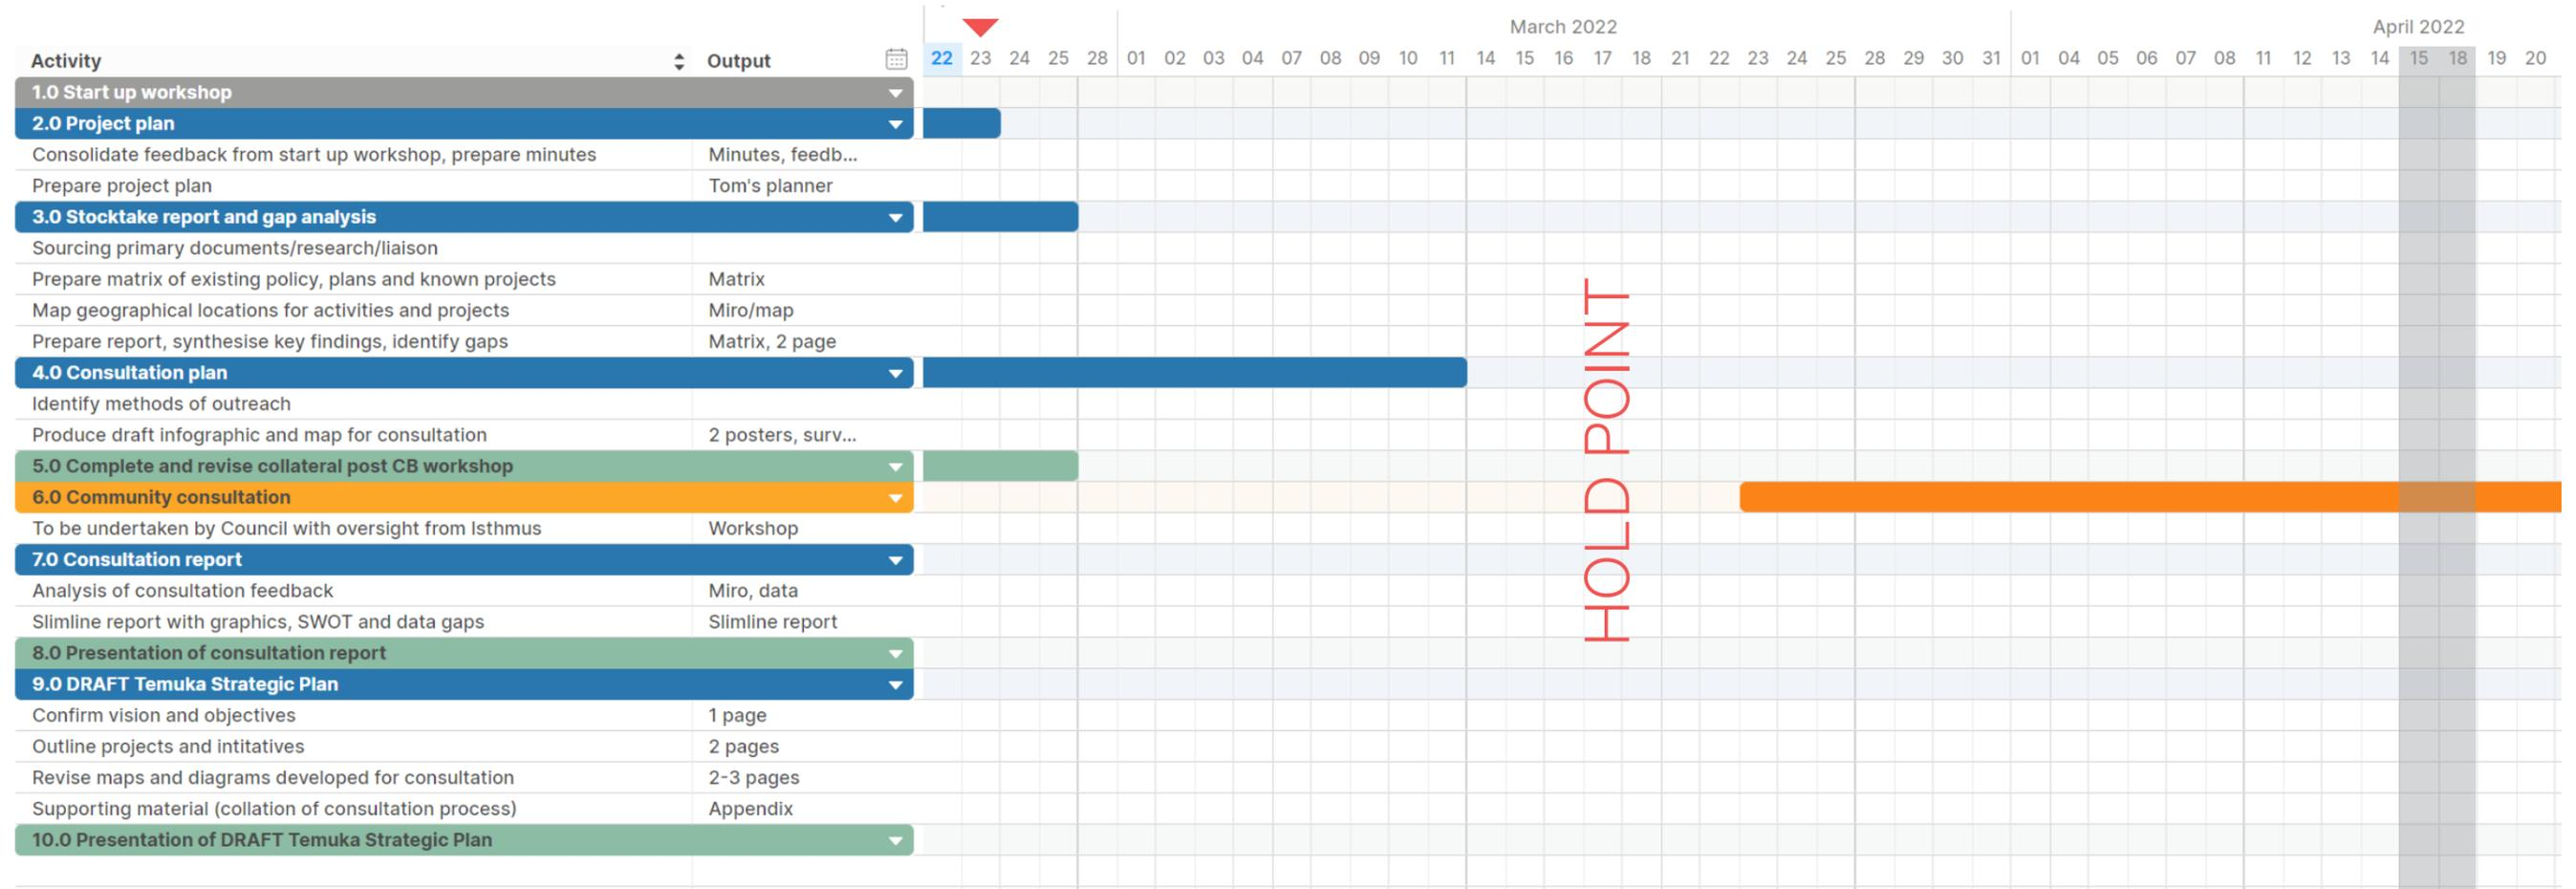 March 2022 April 2022
Activity Output 22 23 24 25 28 01 02 03 04 07 08 09 10 11 14 15 16 17 18 21 22 23 24 25 28 29 30 31 01 04 05 06 07 08 11 12 13 14 15 18 19 20
1.0 Start up workshop
2.0 Project plan
Consolidate feedback from start up workshop, prepare minutes Minutes, feedb...
Prepare project plan Tom's planner
3.0 Stocktake report and gap analysis
Sourcing primary documents/research/liaison
Prepare matrix of existing policy, plans and known projects Matrix
Map geographical locations for activities and projects Miro/map
Prepare report, synthesise key findings, identify gaps Matrix, 2 page
4.0 Consultation plan
Identify methods of outreach
Produce draft infographic and map for consultation 2 posters, surv...
5.0 Complete and revise collateral post CB workshop
6.0 Community consultation
To be undertaken by Council with oversight from Isthmus Workshop
7.0 Consultation report
Analysis of consultation feedback Miro, data
Slimline report with graphics, SWOT and data gaps Slimline report
8.0 Presentation of consultation report
9.0 DRAFT Temuka Strategic Plan
Confirm vision and objectives 1 page
Outline projects and intitatives 2 pages
Revise maps and diagrams developed for consultation 2-3 pages
Supporting material (collation of consultation process) Appendix
10.0 Presentation of DRAFT Temuka Strategic Plan
HOLD POINT